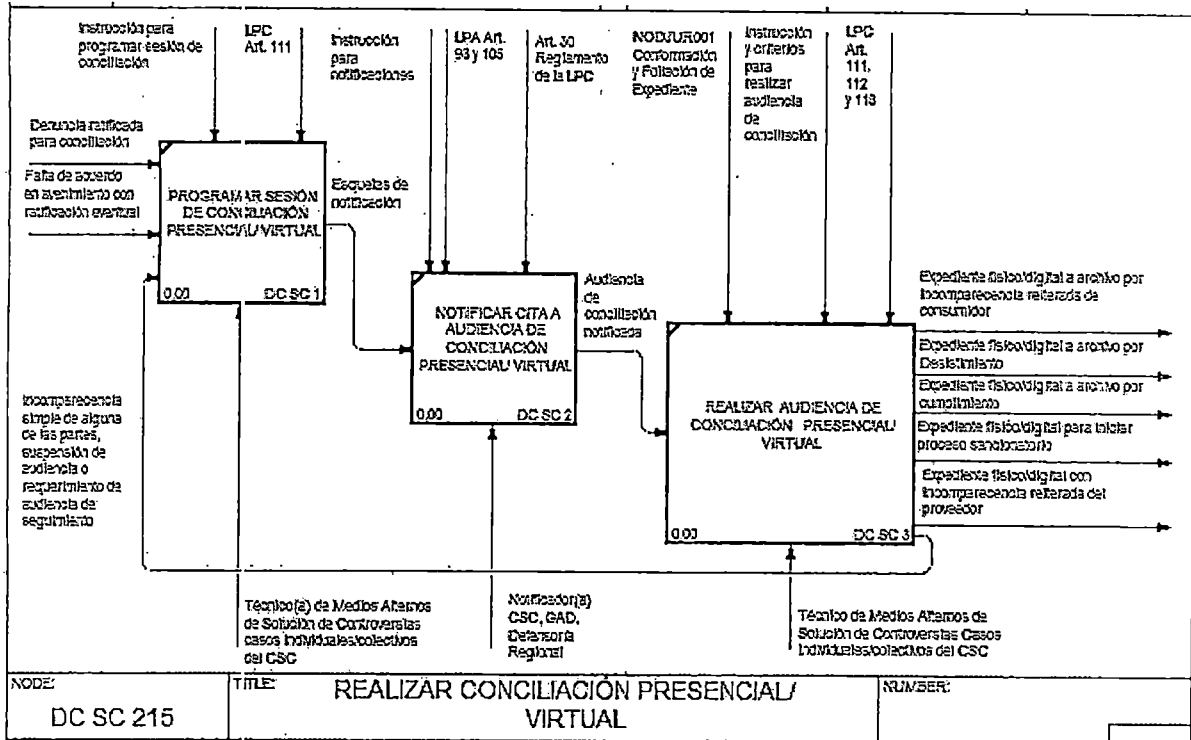 Instrucción para
programar sesión de
conciliación
LPC
Art. 111
Instrucción
para
notificaciones
LPA Art.
93 y 105
Art. 30
Reglamento
de la LPC
Conformación
y Foliación de
Expediente
Instrucción
y criterios
para
realizar
audiencia
de
conciliación
LPC
Art.
111,
112
y 113
Denuncia ratificada
para conciliación
Falta de acuerdo
en avenimiento con
ratificación eventual
PROGRAMAR SESIÓN
DE CONCILIACIÓN
PRESENCIAL/ VIRTUAL
0,00
DC SC 1
Esquelas de
notificación
NOTIFICAR CITA A
AUDIENCIA DE
CONCILIACIÓN
PRESENCIAL/ VIRTUAL
0,00
DC SC 2
Audiencia
de
conciliación
notificada
REALIZAR AUDIENCIA DE
CONCILIACIÓN PRESENCIAL/
VIRTUAL
0,00
DC SC 3
Expediente físico/digital a archivo por
incomparecencia reiterada de
consumidor
Expediente físico/digital a archivo por
Desistimiento
Expediente físico/digital a archivo por
cumplimiento
Expediente físico/digital para iniciar
proceso sancionatorio
Expediente físico/digital con
incomparecencia reiterada del
proveedor
Incomparecencia
simple de alguna
de las partes,
suspensión de
audiencia o
requerimiento de
audiencia de
seguimiento
Técnico(a) de Medios Alternos
de Solución de Controversias
casos individuales/colectivos
del CSC
Notificador(a)
CSC, GAD,
Defensoría
Regional
Técnico de Medios Alternos de
Solución de Controversias Casos
individuales/colectivos del CSC
NODE:
DC SC 215
TITLE:
REALIZAR CONCILIACIÓN PRESENCIAL/
VIRTUAL
NUMBER: